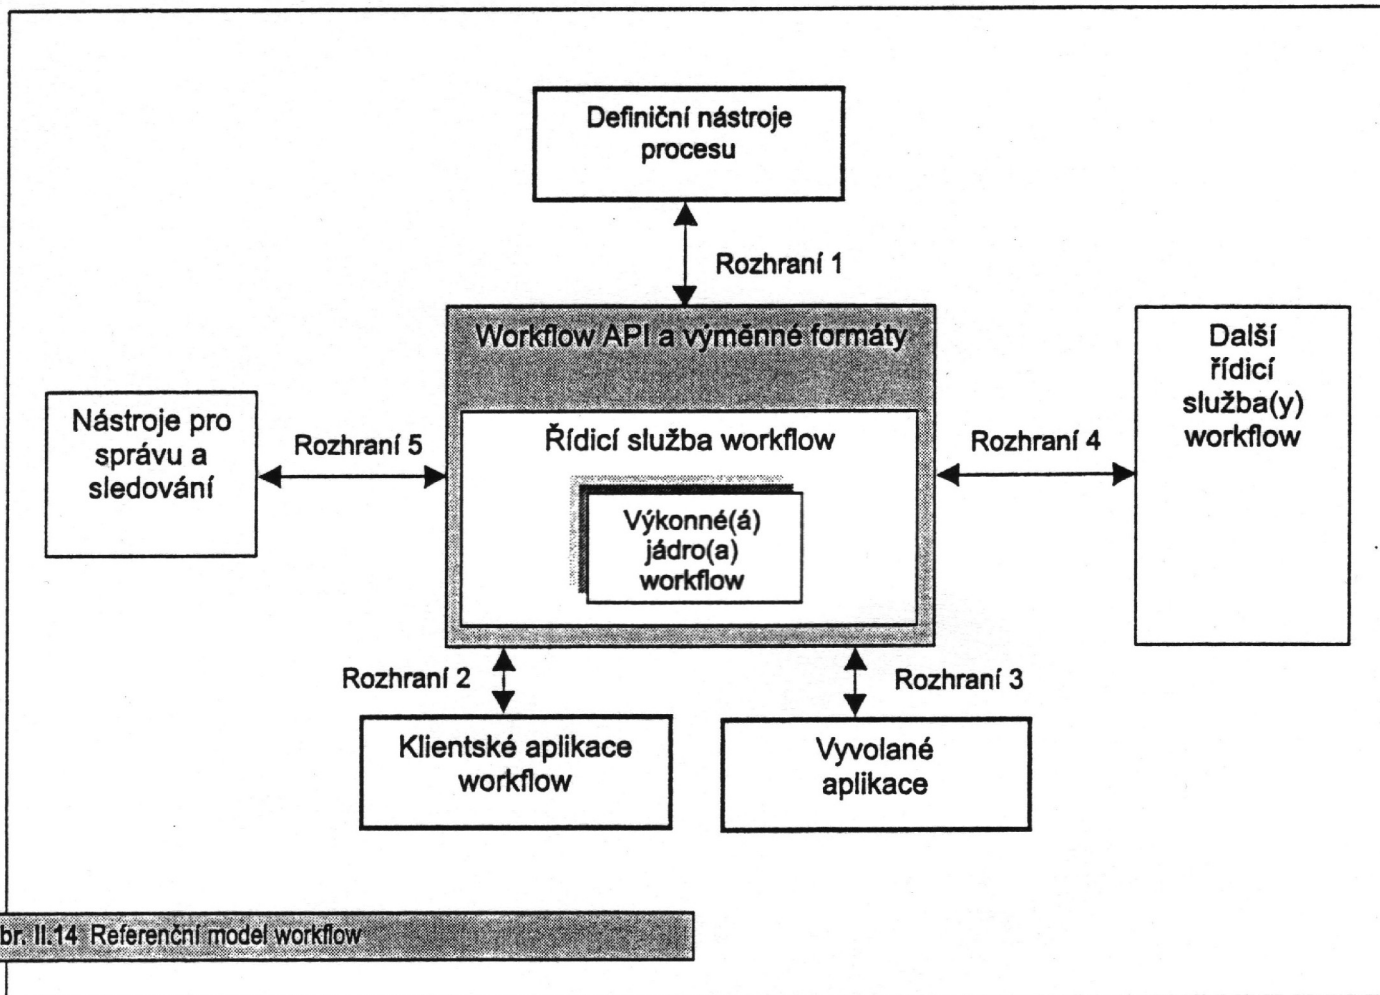 Definiční nástroje
procesu
Rozhraní 1
Workflow API a výměnné formáty
Další
řídicí
služba(y)
workflow
Nástroje pro
správu a
sledování
Rozhraní 5
Řídicí služba workflow
Rozhraní 4
Výkonné(á)
jádro(a)
workflow
Rozhraní 2
Rozhraní 3
Klientské aplikace
workflow
Vyvolané
aplikace
br. II.14 Referenční model workflow